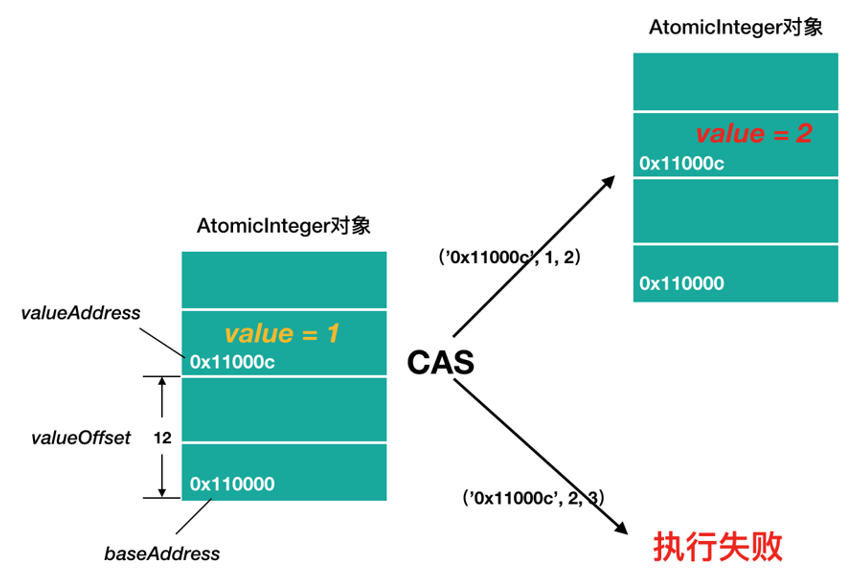 AtomicInteger对象
value = 2
0x11000c
0x110000
AtomicInteger对象
valueAddress
value = 1
0x11000c
valueOffset
12
0x110000
baseAddress
CAS
('0x11000c', 1, 2)
('0x11000c', 2, 3)
执行失败